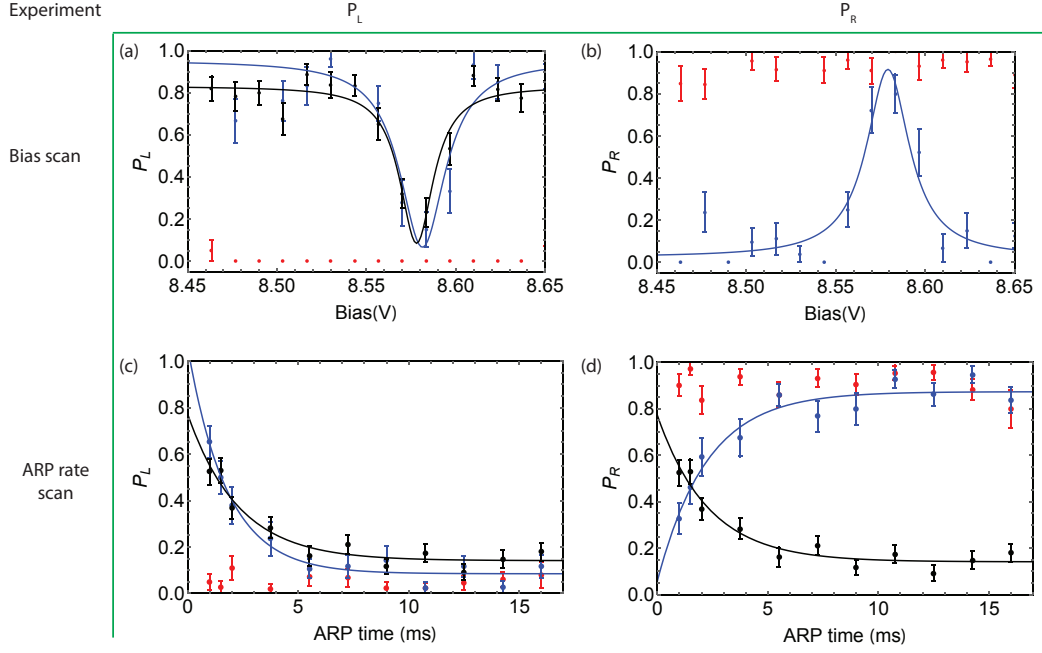 Experiment
P_L
P_R
Bias scan
(a)
P_L
1.0
0.8
0.6
0.4
0.2
0.0
8.45
8.50
8.55
8.60
8.65
Bias(V)
(b)
P_R
1.0
0.8
0.6
0.4
0.2
0.0
8.45
8.50
8.55
8.60
8.65
Bias(V)
ARP rate
scan
(c)
P_L
1.0
0.8
0.6
0.4
0.2
0.0
0
5
10
15
ARP time (ms)
(d)
P_R
1.0
0.8
0.6
0.4
0.2
0.0
0
5
10
15
ARP time (ms)